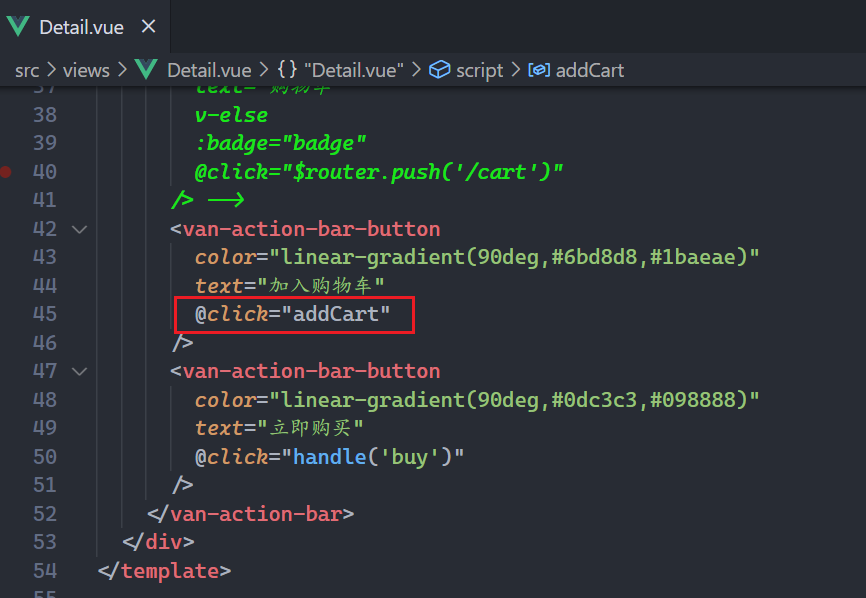 Detail.vue
src > views > Detail.vue > {} "Detail.vue" > script > addCart
37 text="购物车"
38 v-else
39 :badge="badge"
40 @click="$router.push('/cart')"
41 /> -->
42 <van-action-bar-button
43 color="linear-gradient(90deg,#6bd8d8,#1baeae)"
44 text="加入购物车"
45 @click="addCart"
46 />
47 <van-action-bar-button
48 color="linear-gradient(90deg,#0dc3c3,#098888)"
49 text="立即购买"
50 @click="handle('buy')"
51 />
52 </van-action-bar>
53 </div>
54 </template>
55